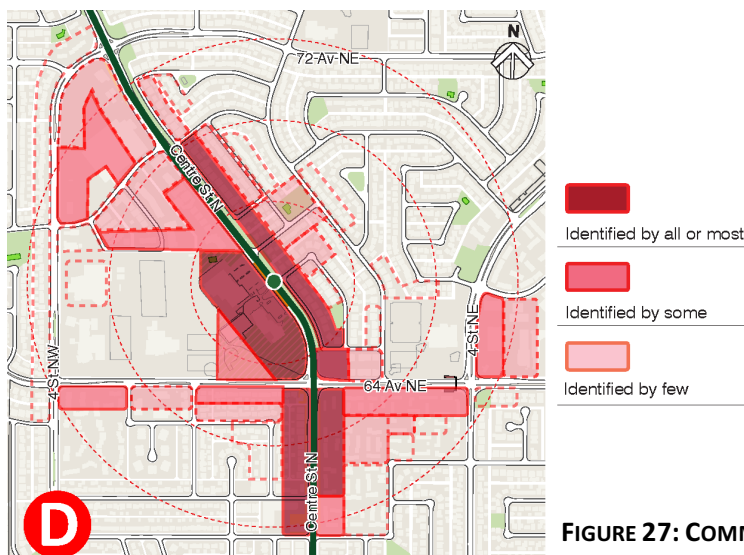 N
72 Av NE
Centre St N
4 St NE
4 St NW
64 Av NE
Centre St N
D
Identified by all or most
Identified by some
Identified by few
FIGURE 27: COMM